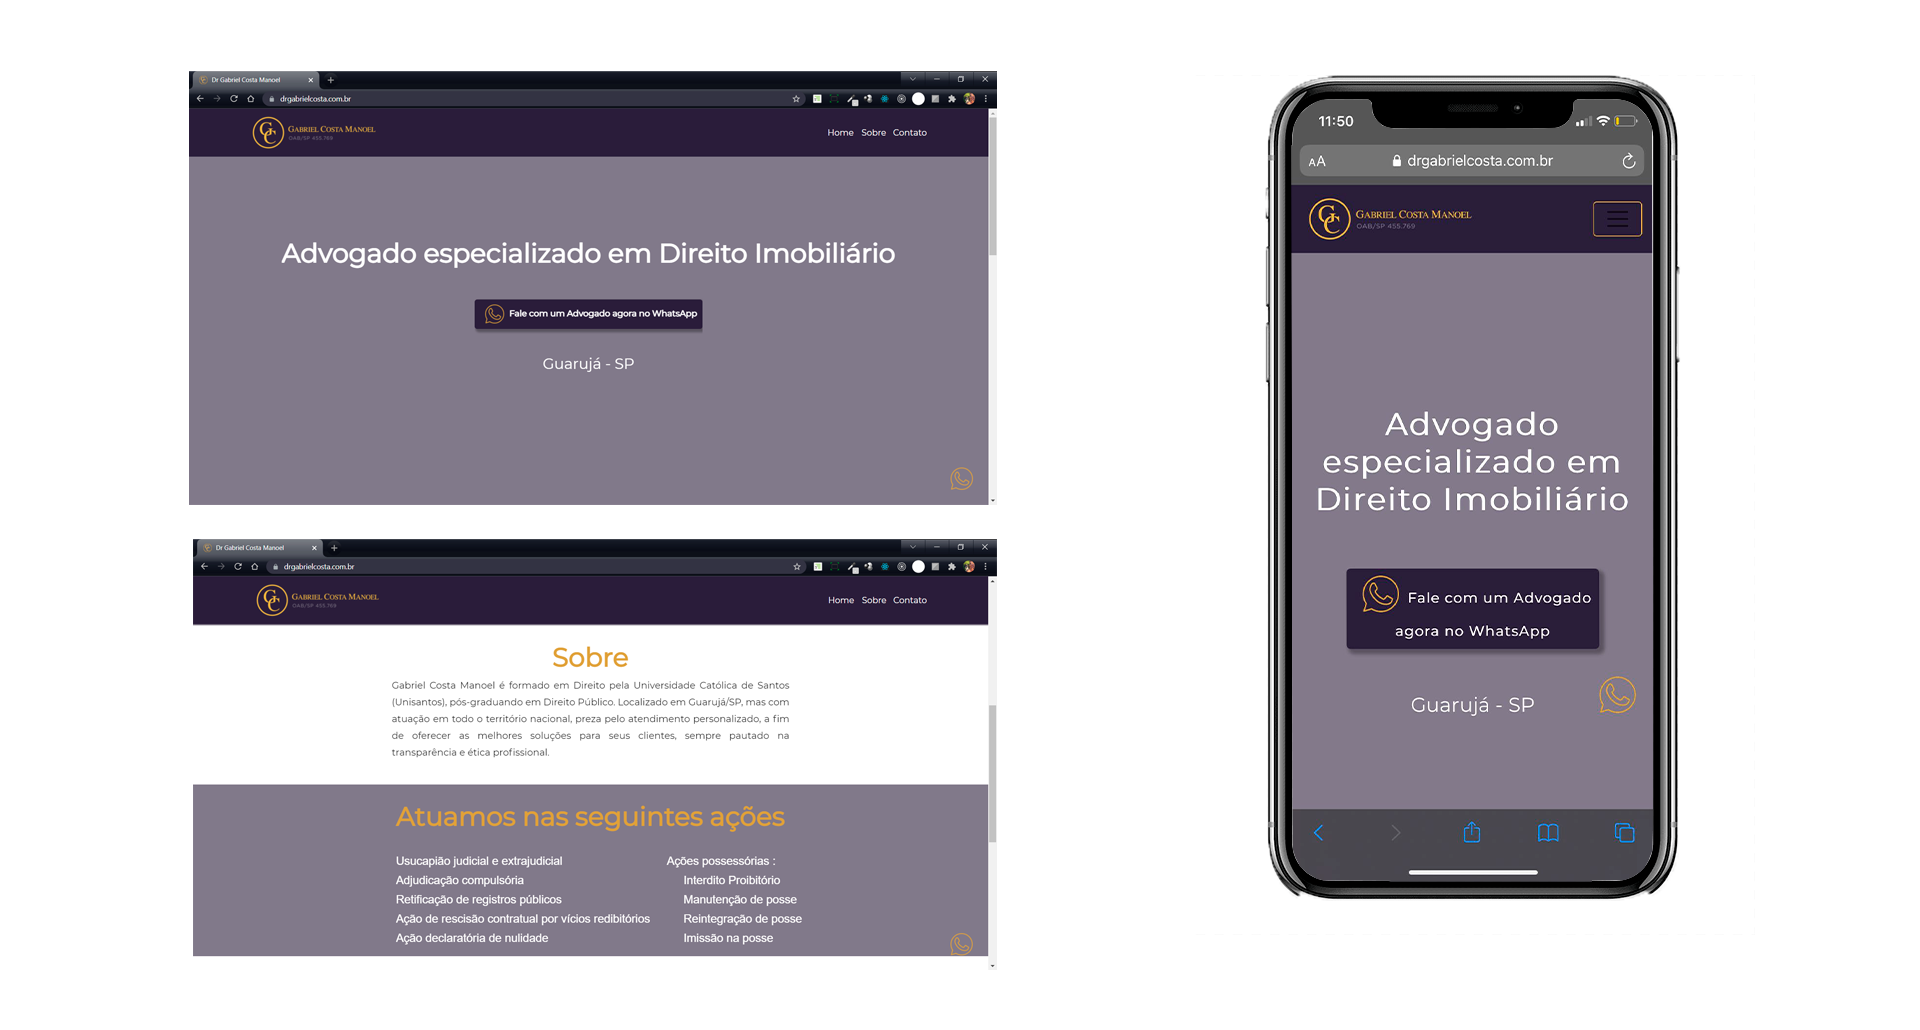 Dr Gabriel Costa Manoel
drgabrielcosta.com.br
GABRIEL COSTA MANOEL
OAB/SP 455.769
Home Sobre Contato
Advogado especializado em Direito Imobiliário
Fale com um Advogado agora no WhatsApp
Guarujá - SP
Dr Gabriel Costa Manoel
drgabrielcosta.com.br
GABRIEL COSTA MANOEL
OAB/SP 455.769
Home Sobre Contato
Sobre
Gabriel Costa Manoel é formado em Direito pela Universidade Católica de Santos
(Unisantos), pós-graduando em Direito Público. Localizado em Guarujá/SP, mas com
atuação em todo o território nacional, preza pelo atendimento personalizado, a fim
de oferecer as melhores soluções para seus clientes, sempre pautado na
transparência e ética profissional.
Atuamos nas seguintes ações
Usucapião judicial e extrajudicial
Adjudicação compulsória
Retificação de registros públicos
Ação de rescisão contratual por vícios redibitórios
Ação declaratória de nulidade
Ações possessórias :
Interdito Proibitório
Manutenção de posse
Reintegração de posse
Imissão na posse
11:50
AA drgabrielcosta.com.br
GABRIEL COSTA MANOEL
OAB/SP 455.769
Advogado
especializado em
Direito Imobiliário
Fale com um Advogado
agora no WhatsApp
Guarujá - SP